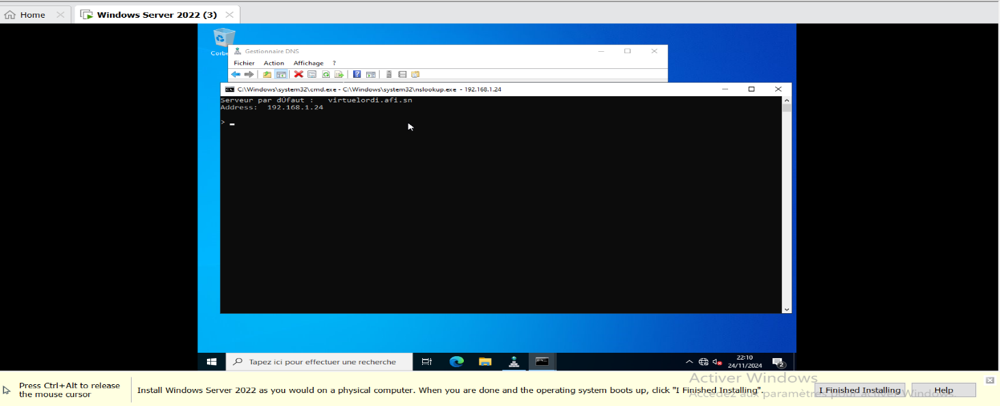 Home
Windows Server 2022 (3)
Corbe
Gestionnaire DNS
Fichier Action Affichage ?
C:\Windows\system32\cmd.exe - C:\Windows\system32\nslookup.exe - 192.168.1.24
Serveur par dÚfaut :   virtuelordi.afi.sn
Address:  192.168.1.24
>
Tapez ici pour effectuer une recherche
22:10
24/11/2024
2
Activer Windows
Accédez aux paramètres pour activer Windows.
Press Ctrl+Alt to release
the mouse cursor
Install Windows Server 2022 as you would on a physical computer. When you are done and the operating system boots up, click "I Finished Installing".
I Finished Installing
Help